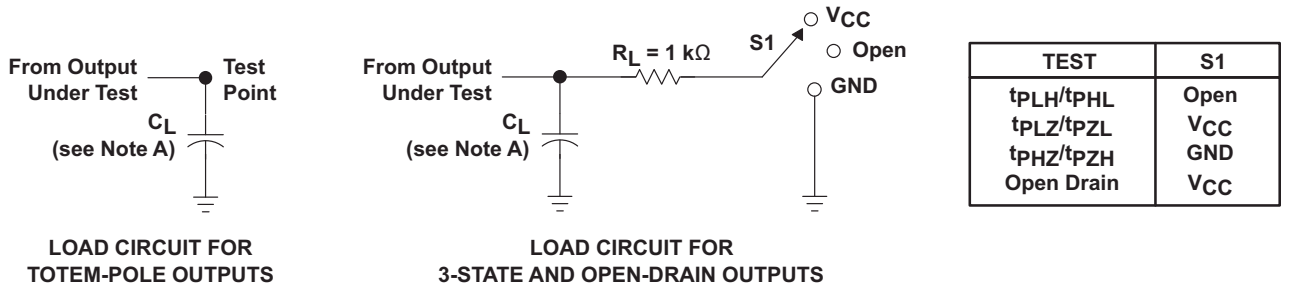 From Output
Under Test
Test
Point
CL
(see Note A)
LOAD CIRCUIT FOR
TOTEM-POLE OUTPUTS
From Output
Under Test
CL
(see Note A)
RL = 1 kΩ
S1
VCC
Open
GND
LOAD CIRCUIT FOR
3-STATE AND OPEN-DRAIN OUTPUTS
TEST S1
tPLH/tPHL Open
tPLZ/tPZL VCC
tPHZ/tPZH GND
Open Drain VCC